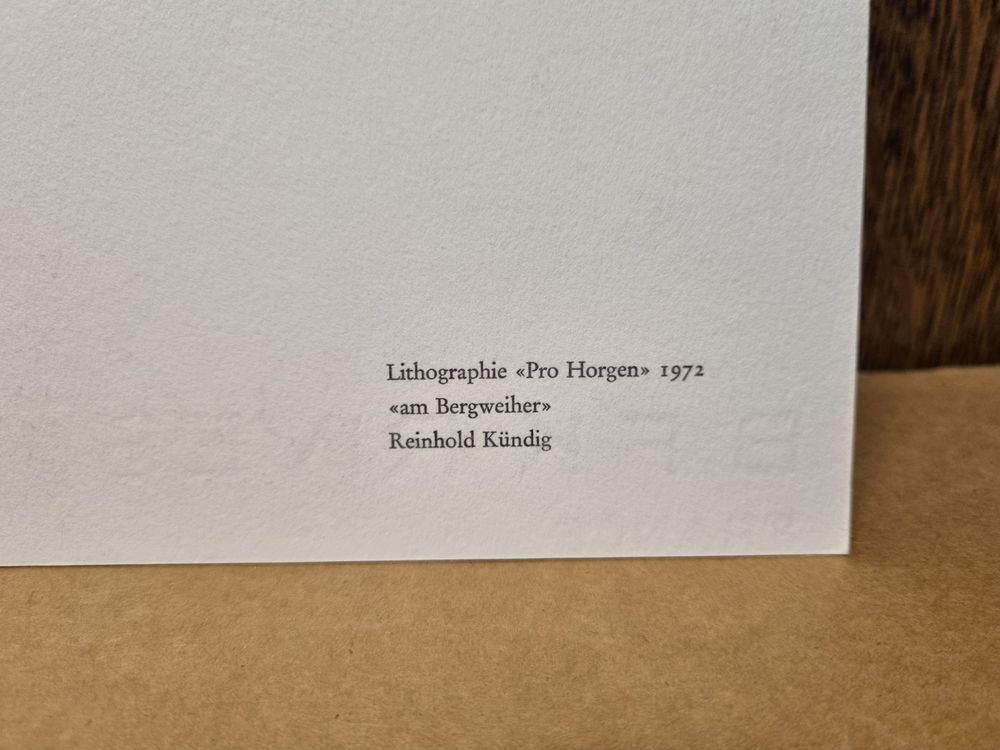 Lithographie «Pro Horgen» 1972
«am Bergweiher»
Reinhold Kündig